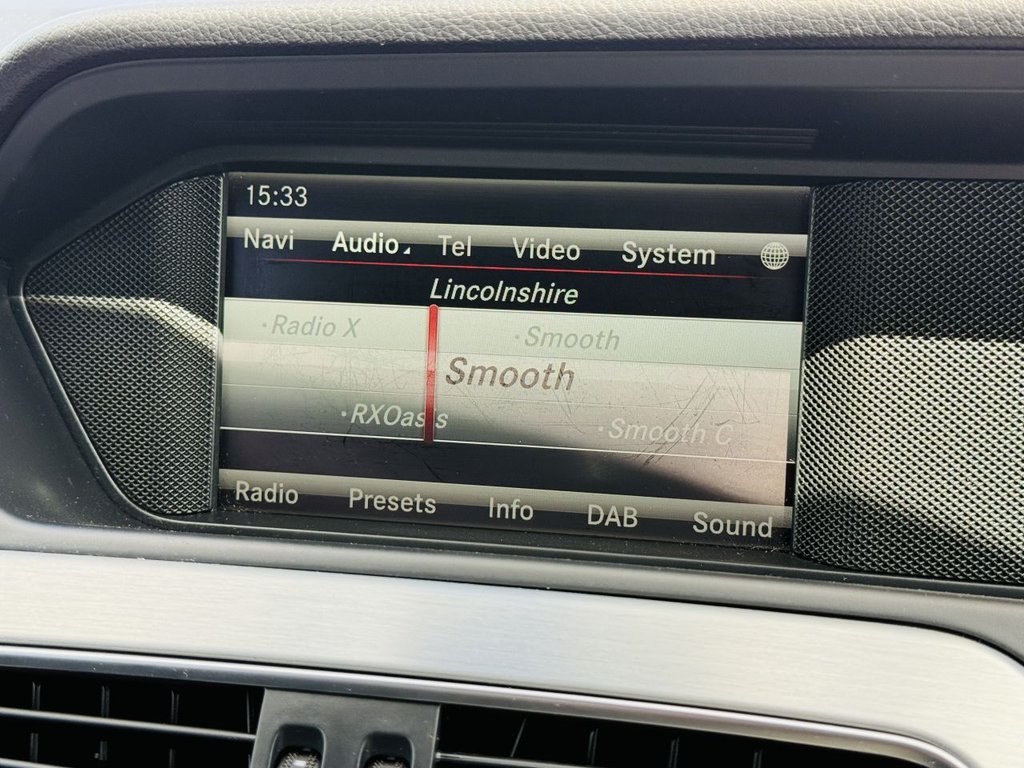 15:33
Navi Audio Tel Video System
Lincolnshire
Radio X Smooth
Smooth
RXOasis Smooth C
Radio Presets Info DAB Sound